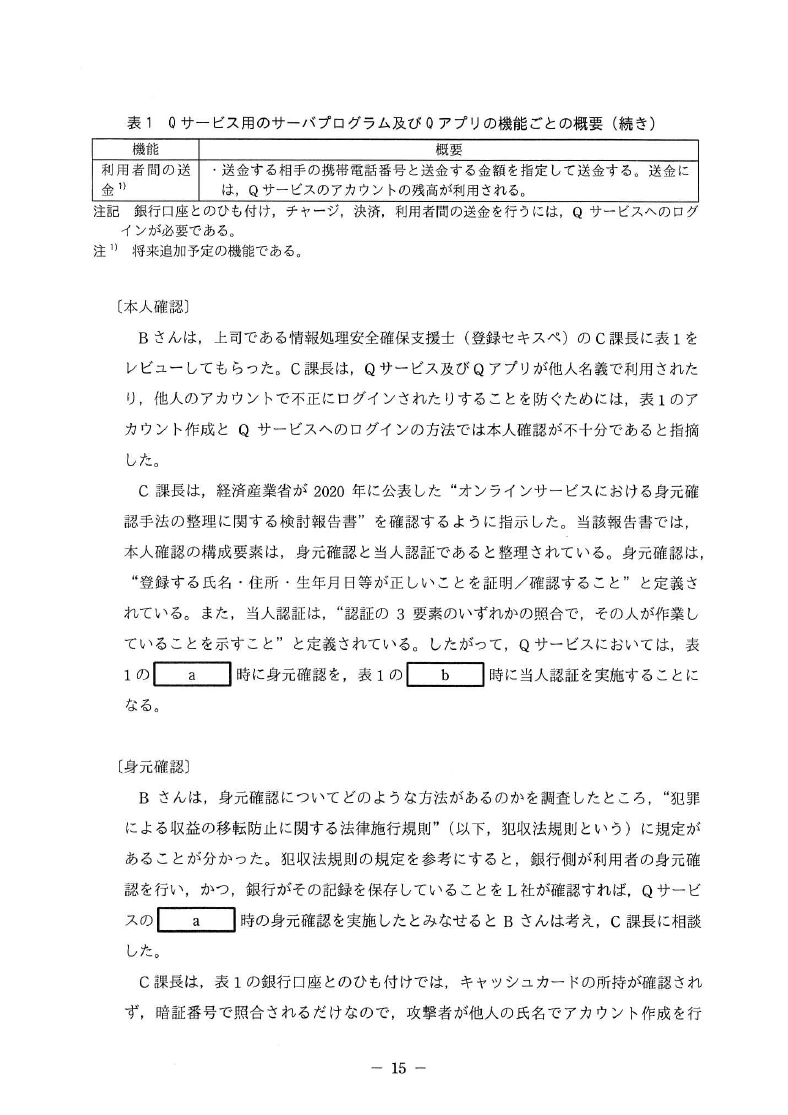 表1 Qサービス用のサーバプログラム及びQアプリの機能ごとの概要（続き）
機能 概要
利用者間の送 ・送金する相手の携帯電話番号と送金する金額を指定して送金する。送金に
金1) は，Qサービスのアカウントの残高が利用される。
注記 銀行口座とのひも付け，チャージ，決済，利用者間の送金を行うには，Q サービスへのログ
インが必要である。
注1) 将来追加予定の機能である。
〔本人確認〕
Bさんは，上司である情報処理安全確保支援士（登録セキスペ）のC課長に表1を
レビューしてもらった。C課長は，Qサービス及びQアプリが他人名義で利用された
り，他人のアカウントで不正にログインされたりすることを防ぐためには，表1のア
カウント作成と Q サービスへのログインの方法では本人確認が不十分であると指摘
した。
C 課長は，経済産業省が 2020 年に公表した“オンラインサービスにおける身元確
認手法の整理に関する検討報告書”を確認するように指示した。当該報告書では，
本人確認の構成要素は，身元確認と当人認証であると整理されている。身元確認は，
“登録する氏名・住所・生年月日等が正しいことを証明／確認すること”と定義さ
れている。また，当人認証は，“認証の 3 要素のいずれかの照合で，その人が作業し
ていることを示すこと”と定義されている。したがって，Qサービスにおいては，表
1の a 時に身元確認を，表1の b 時に当人認証を実施することに
なる。
〔身元確認〕
B さんは，身元確認についてどのような方法があるのかを調査したところ，“犯罪
による収益の移転防止に関する法律施行規則”（以下，犯収法規則という）に規定が
あることが分かった。犯収法規則の規定を参考にすると，銀行側が利用者の身元確
認を行い，かつ，銀行がその記録を保存していることをL社が確認すれば，Qサービ
スの a 時の身元確認を実施したとみなせると B さんは考え，C 課長に相談
した。
C課長は，表1の銀行口座とのひも付けでは，キャッシュカードの所持が確認され
ず，暗証番号で照合されるだけなので，攻撃者が他人の氏名でアカウント作成を行
－ 15 －